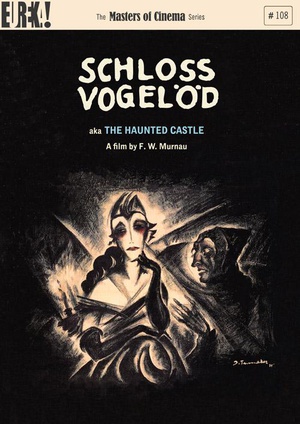 EUREKA!
The Masters of Cinema Series
# 108
SCHLOSS
VOGELÖD
aka THE HAUNTED CASTLE
A film by F. W. Murnau